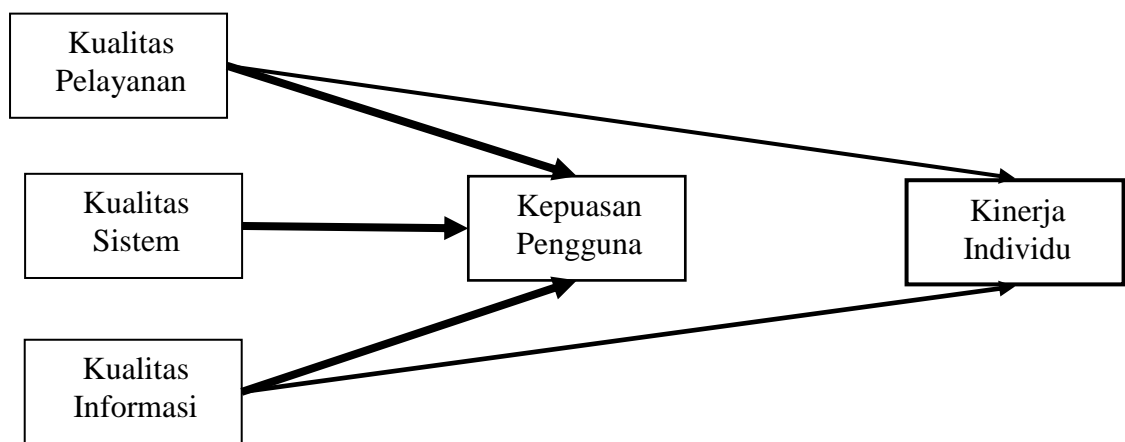 Kualitas
Pelayanan
Kualitas
Sistem
Kepuasan
Pengguna
Kinerja
Individu
Kualitas
Informasi